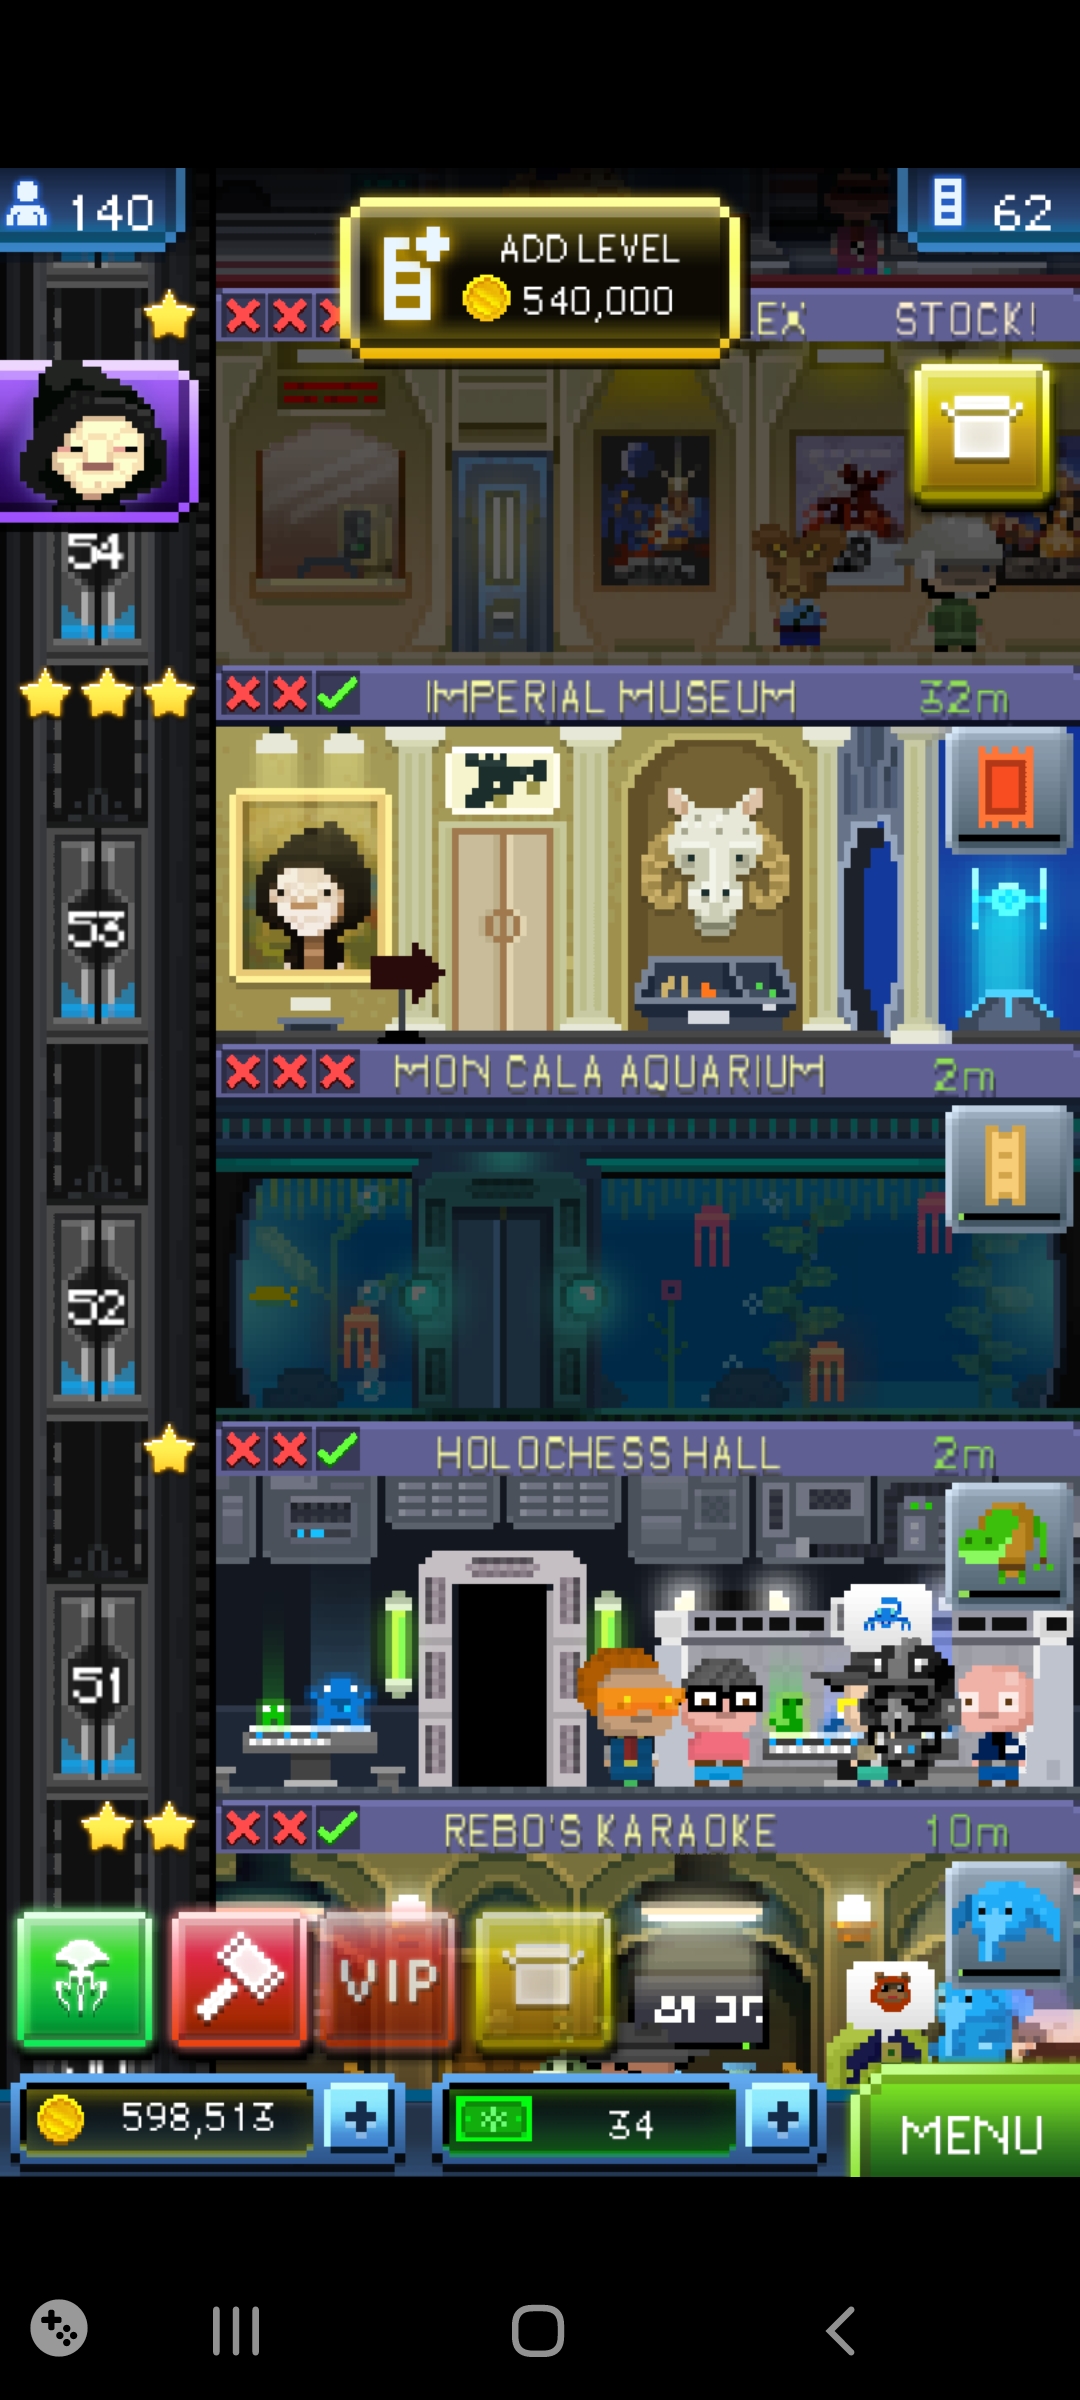 140
62
ADD LEVEL
540,000
EX
STOCK!
54
IMPERIAL MUSEUM
32m
53
MON CALA AQUARIUM
2m
52
HOLOCHESS HALL
2m
51
REBO'S KARAOKE
10m
VIP
598,513
34
MENU